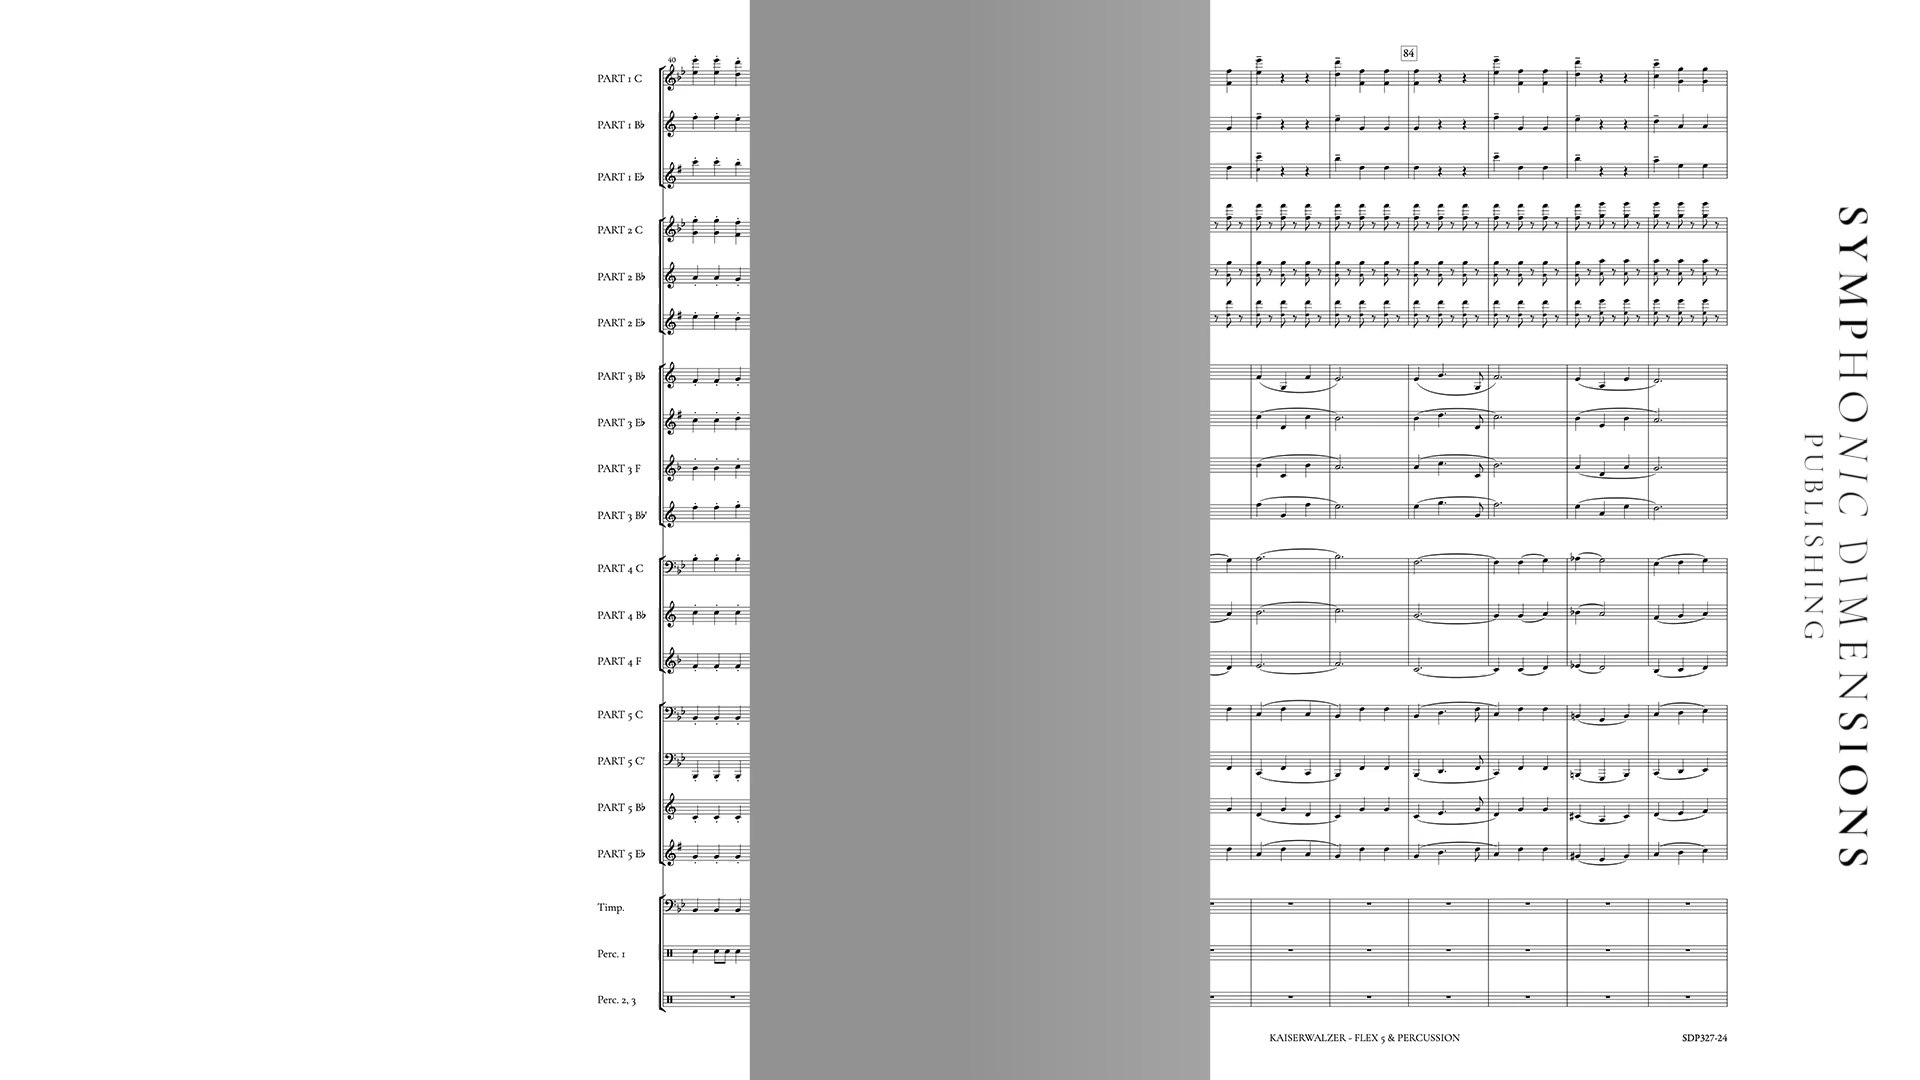 40
84
PART 1 C
PART 1 B♭
PART 1 E♭
PART 2 C
PART 2 B♭
PART 2 E♭
PART 3 B♭
PART 3 E♭
PART 3 F
PART 3 B♭'
PART 4 C
PART 4 B♭
PART 4 F
PART 5 C
PART 5 C'
PART 5 B♭
PART 5 E♭
Timp.
Perc. 1
Perc. 2, 3
KAISERWALZER - FLEX 5 & PERCUSSION
SDP327-24
SYMPHONIC DIMENSIONS
PUBLISHING